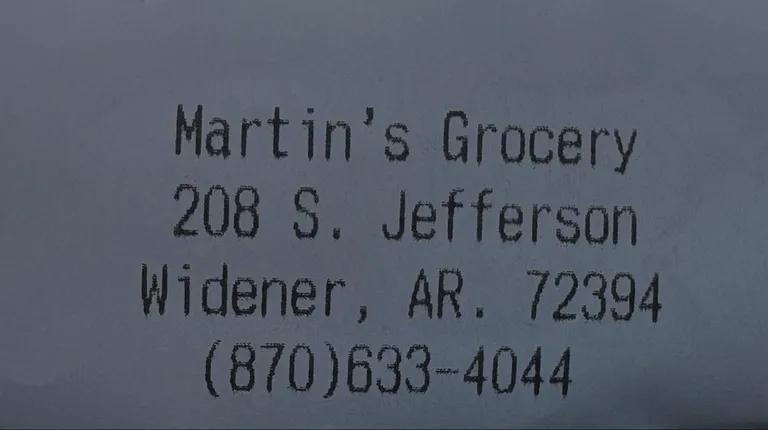 Martin's Grocery
208 S. Jefferson
Widener, AR. 72394
(870)633-4044